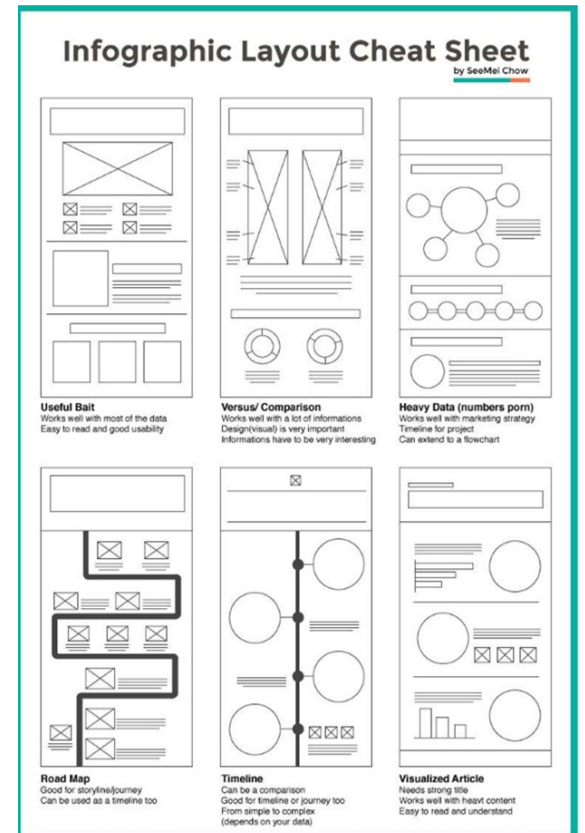 Infographic Layout Cheat Sheet
by SeeMei Chow
Useful Bait
Works well with most of the data
Easy to read and good usability
Versus/ Comparison
Works well with a lot of informations
Design(visual) is very important
Informations have to be very interesting
Heavy Data (numbers porn)
Works well with marketing strategy
Timeline for project
Can extend to a flowchart
Road Map
Good for storyline/journey
Can be used as a timeline too
Timeline
Can be a comparison
Good for timeline or journey too
From simple to complex
(depends on your data)
Visualized Article
Needs strong title
Works well with heavt content
Easy to read and understand